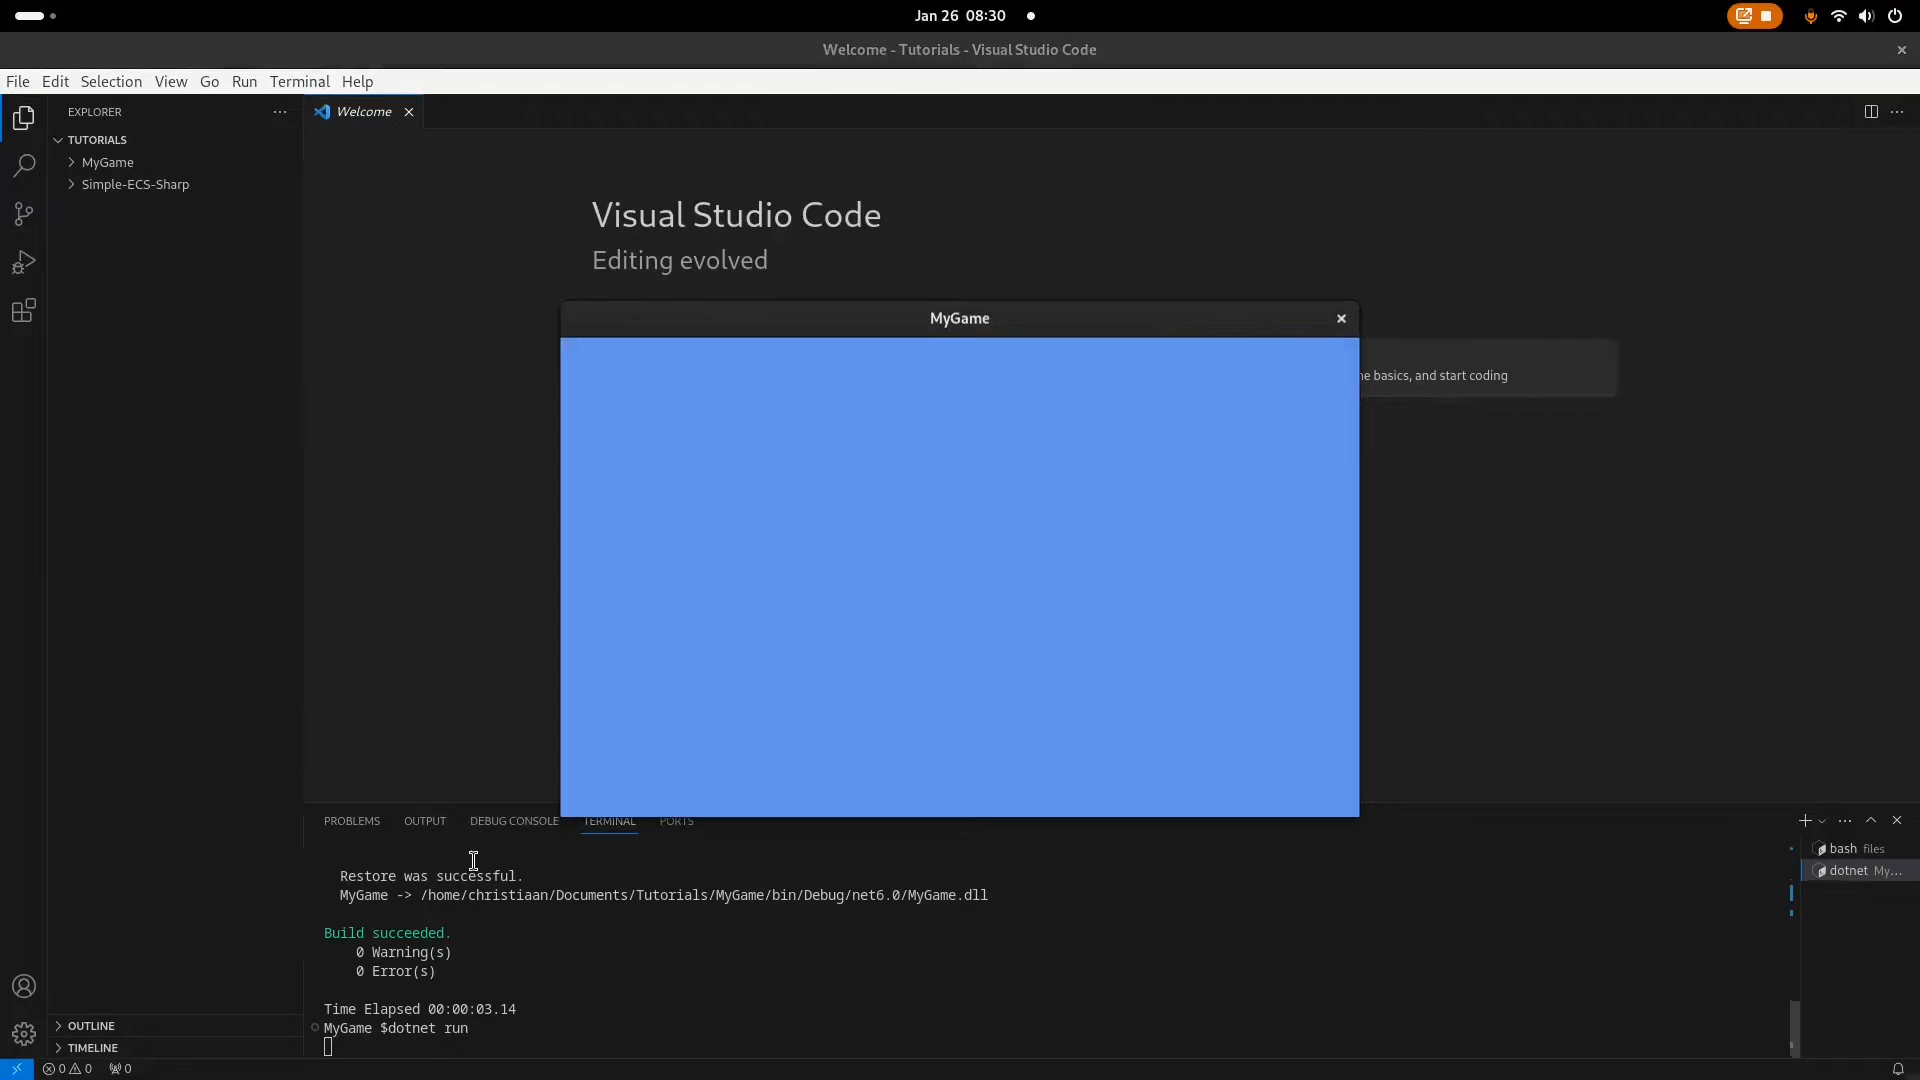 Jan 26 08:30
Welcome - Tutorials - Visual Studio Code
File Edit Selection View Go Run Terminal Help
EXPLORER
Welcome
TUTORIALS
MyGame
Simple-ECS-Sharp
Visual Studio Code
Editing evolved
MyGame
basics, and start coding
PROBLEMS OUTPUT DEBUG CONSOLE TERMINAL PORTS
bash files
dotnet My...
Restore was successful.
MyGame -> /home/christiaan/Documents/Tutorials/MyGame/bin/Debug/net6.0/MyGame.dll
Build succeeded.
0 Warning(s)
0 Error(s)
Time Elapsed 00:00:03.14
MyGame $dotnet run
OUTLINE
TIMELINE
0 0 0